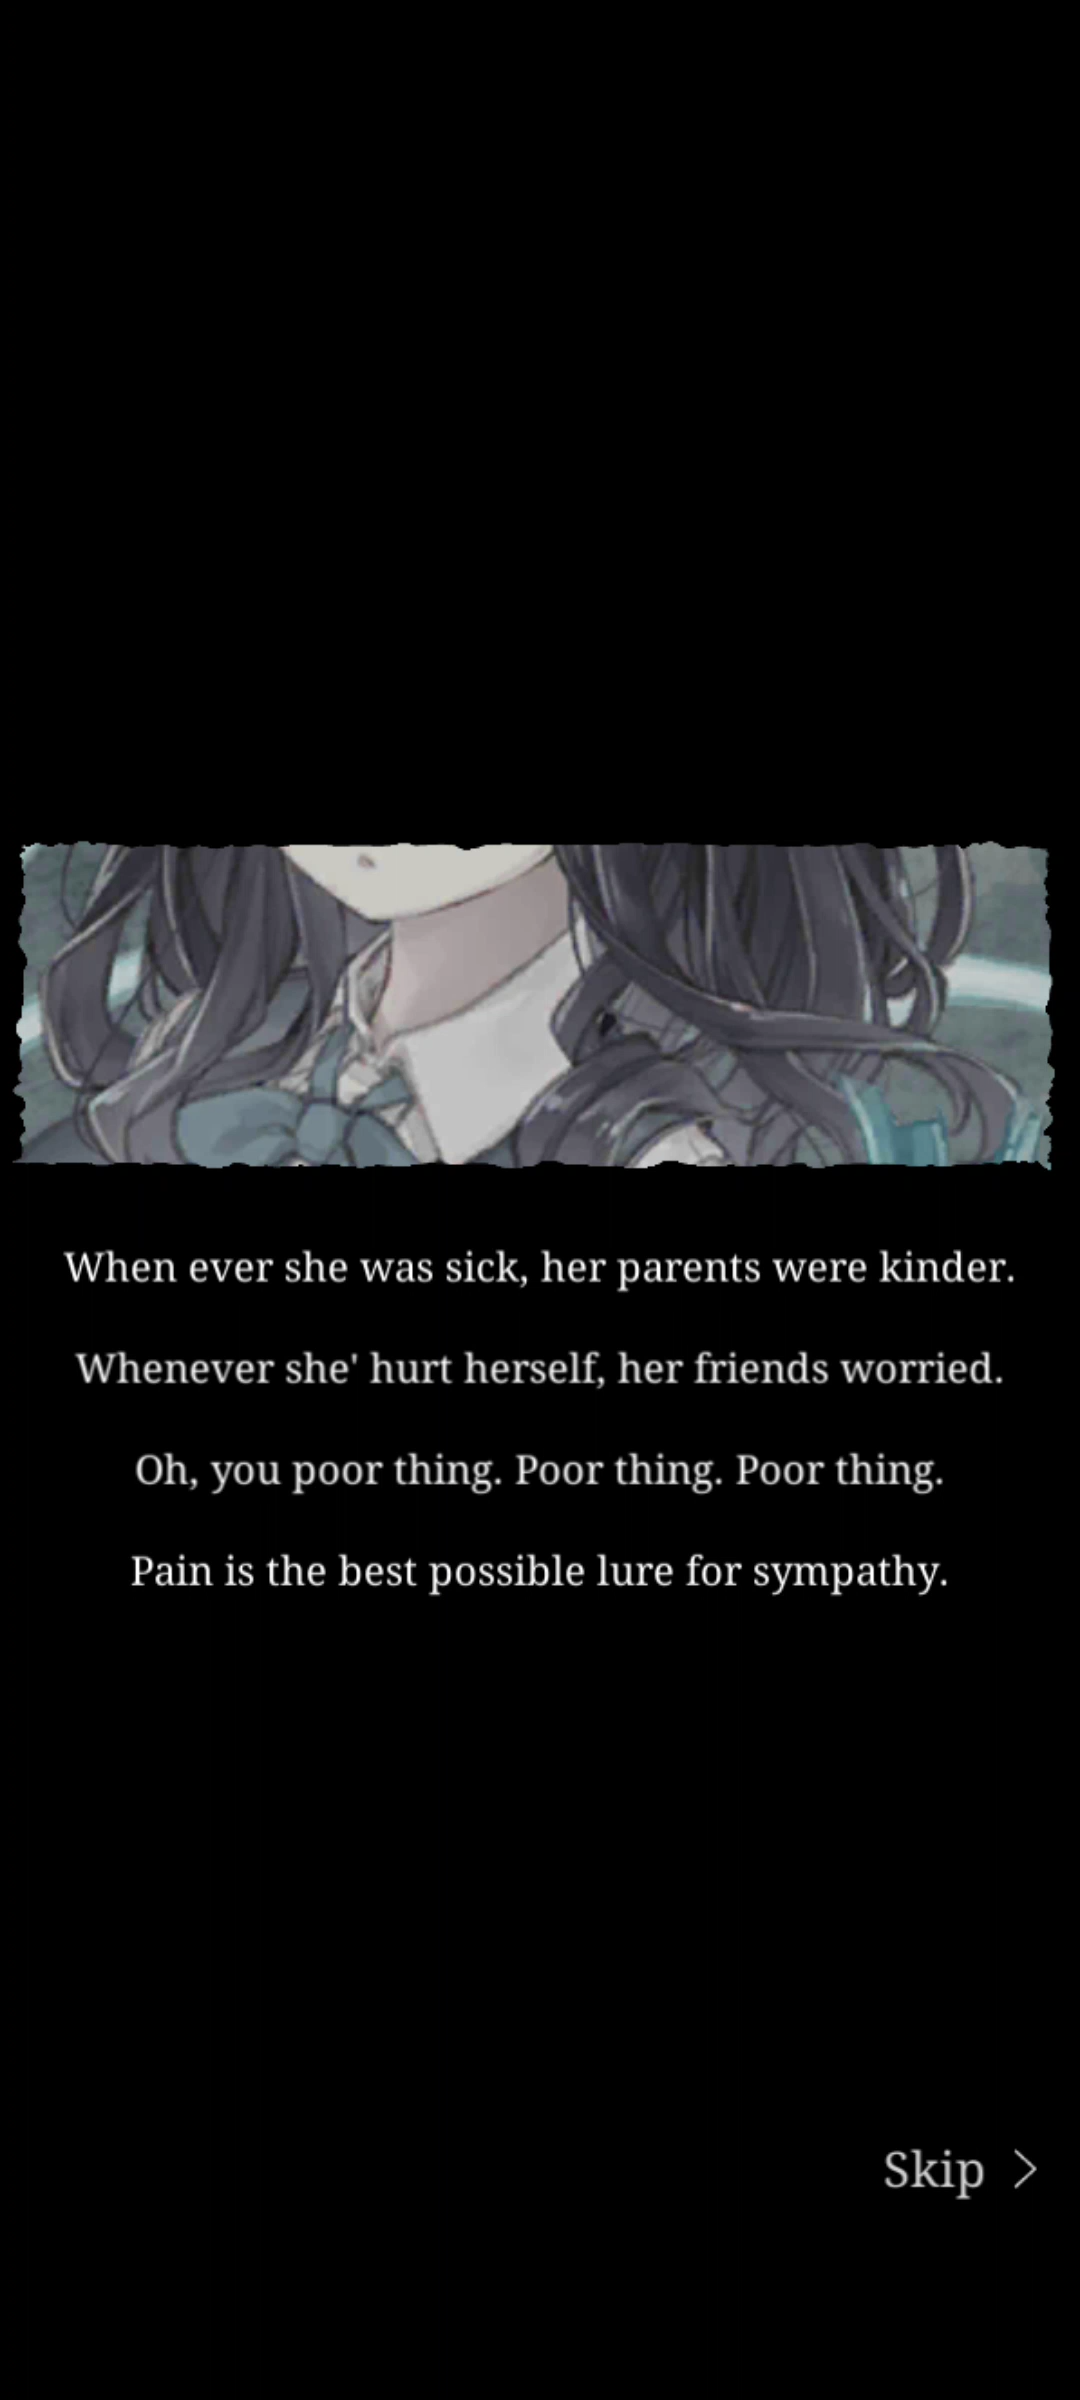 When ever she was sick, her parents were kinder.
Whenever she' hurt herself, her friends worried.
Oh, you poor thing. Poor thing. Poor thing.
Pain is the best possible lure for sympathy.
Skip >